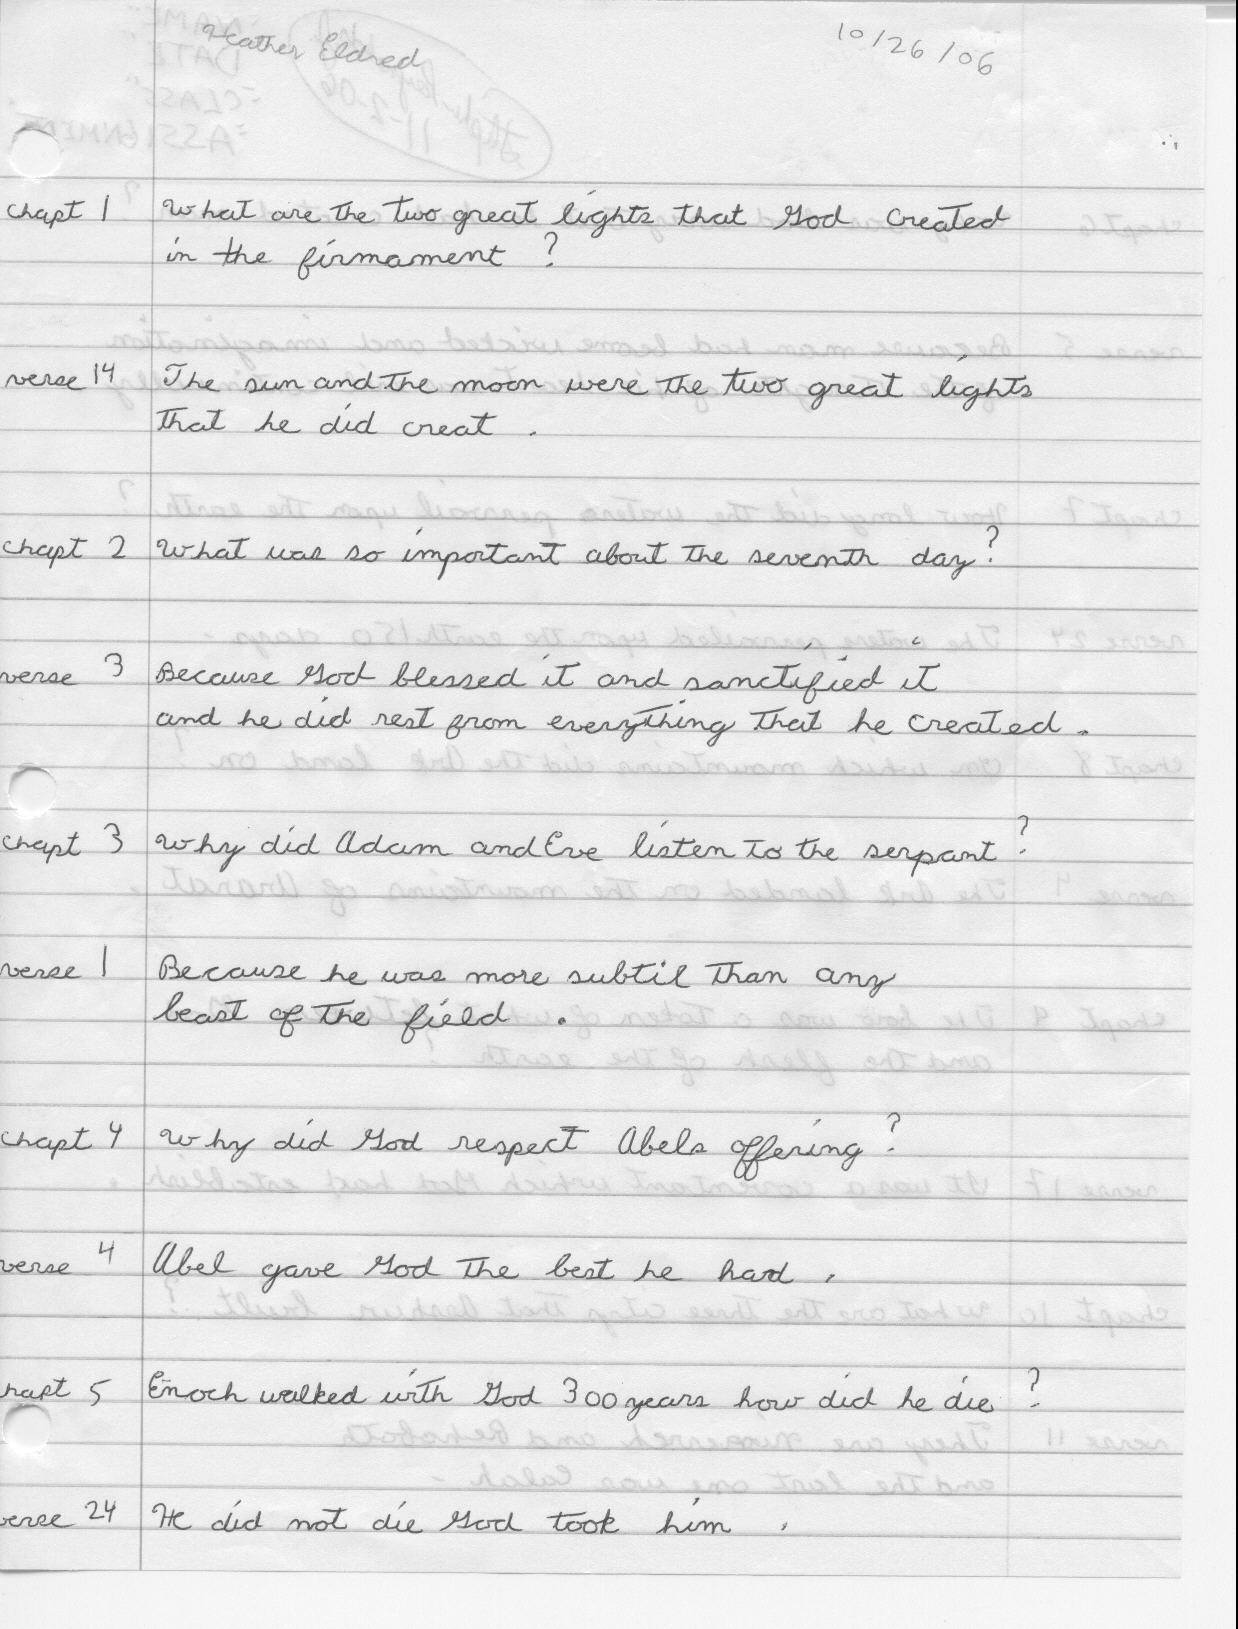 Heather Eldred 10/26/06
chapt 1 What are the two great lights that God created
in the firmament ?
verse 14 The sun and the moon were the two great lights
that he did creat .
chapt 2 What was so important about the seventh day ?
verse 3 Because God blessed it and sanctified it
and he did rest from everything that he created .
chapt 3 Why did Adam and Eve listen to the serpant ?
verse 1 Because he was more subtil than any
beast of the field .
chapt 4 Why did God respect Abels offering ?
verse 4 Abel gave God the best he had .
hapt 5 Enoch walked with God 300 years how did he die ?
verse 24 He did not die God took him .